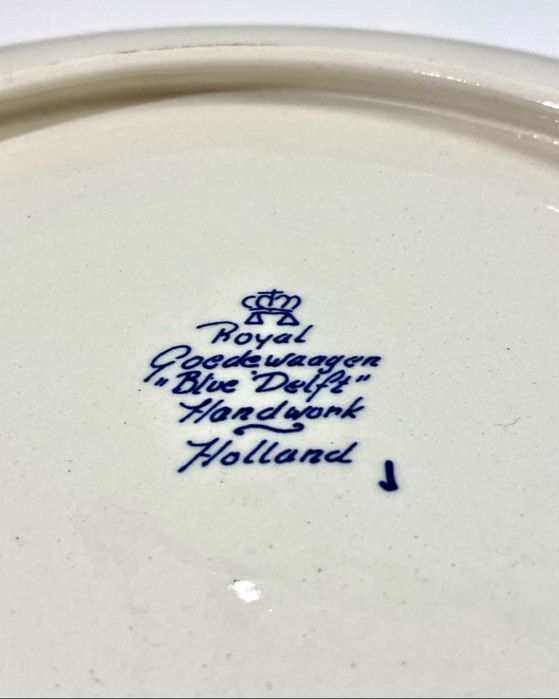 Royal
Goedewaagen
"Blue Delft"
Handwork
Holland
J